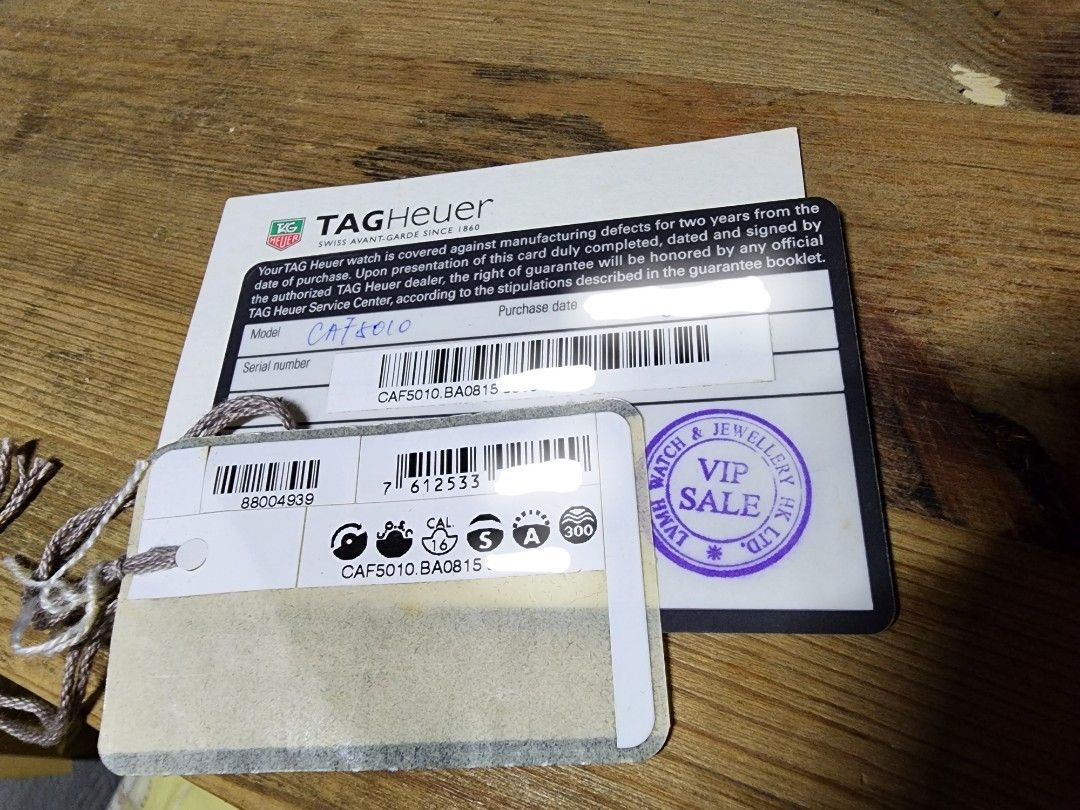 TAG
HEUER
TAGHeuer
SWISS AVANT-GARDE SINCE 1860
Your TAG Heuer watch is covered against manufacturing defects for two years from the
date of purchase. Upon presentation of this card duly completed, dated and signed by
the authorized TAG Heuer dealer, the right of guarantee will be honored by any official
TAG Heuer Service Center, according to the stipulations described in the guarantee booklet.
Model CAF5010 Purchase date
Serial number
CAF5010.BA0815
LVMH WATCH & JEWELLERY HK LTD.
VIP
SALE
88004939
7 612533
CAL.
16
S
A
300
CAF5010.BA0815